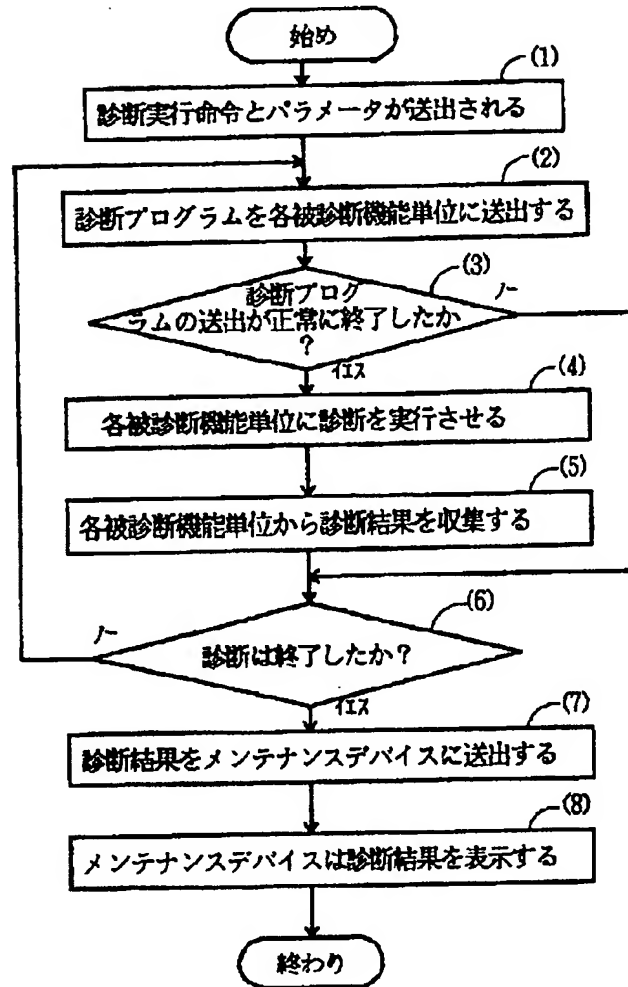 始め
(1)
診断実行命令とパラメータが送出される
(2)
診断プログラムを各被診断機能単位に送出する
(3)
診断プログ
ラムの送出が正常に終了したか
?
ノー
イエス
(4)
各被診断機能単位に診断を実行させる
(5)
各被診断機能単位から診断結果を収集する
(6)
ノー
診断は終了したか?
イエス
(7)
診断結果をメンテナンスデバイスに送出する
(8)
メンテナンスデバイスは診断結果を表示する
終わり